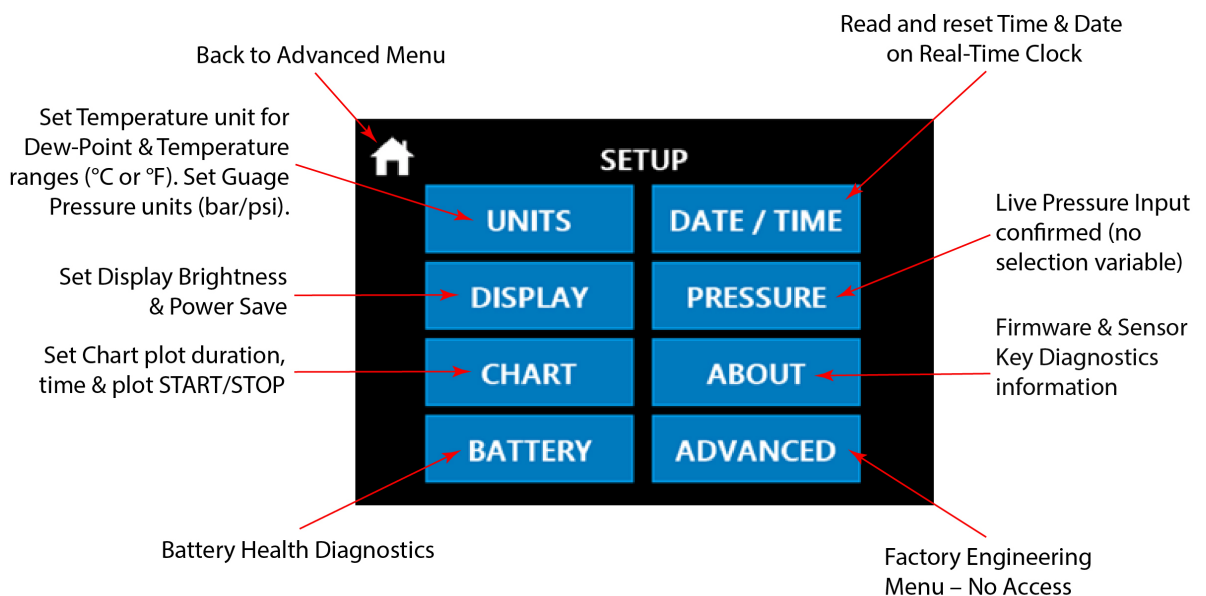 Read and reset Time & Date
on Real-Time Clock
Back to Advanced Menu
Set Temperature unit for
Dew-Point & Temperature
ranges (°C or °F). Set Guage
Pressure units (bar/psi).
SETUP
UNITS
DATE / TIME
Live Pressure Input
confirmed (no
selection variable)
Set Display Brightness
& Power Save
DISPLAY
PRESSURE
Firmware & Sensor
Key Diagnostics
information
Set Chart plot duration,
time & plot START/STOP
CHART
ABOUT
BATTERY
ADVANCED
Battery Health Diagnostics
Factory Engineering
Menu – No Access